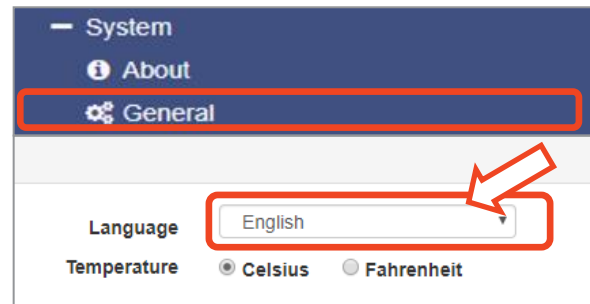 System
About
General
Language English
Temperature Celsius Fahrenheit